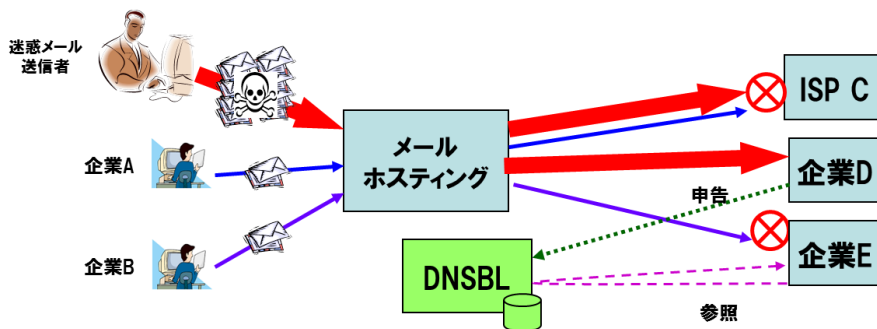 迷惑メール
送信者
企業A
企業B
メール
ホスティング
ISP C
企業D
申告
企業E
DNSBL
参照